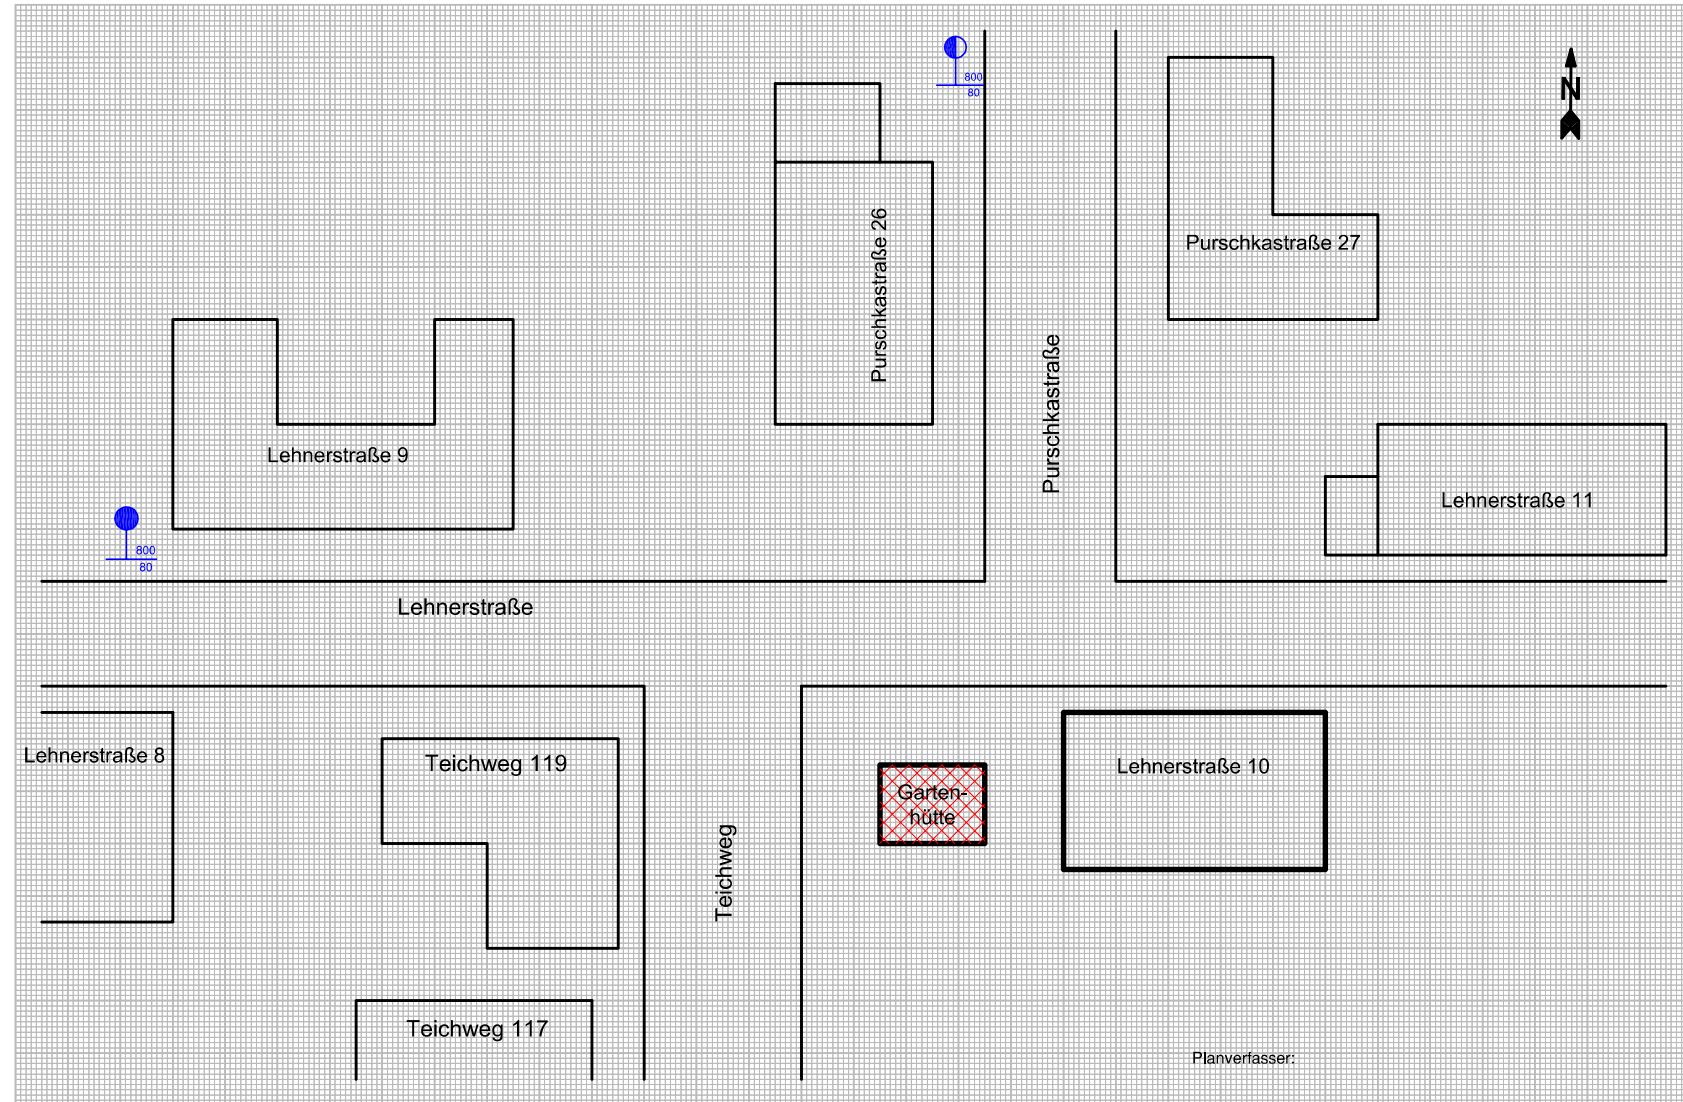 800
80
N
Purschkastraße 26
Purschkastraße 27
Purschkastraße
Lehnerstraße 9
Lehnerstraße 11
800
80
Lehnerstraße
Lehnerstraße 8
Teichweg 119
Garten-
hütte
Lehnerstraße 10
Teichweg
Teichweg 117
Planverfasser: